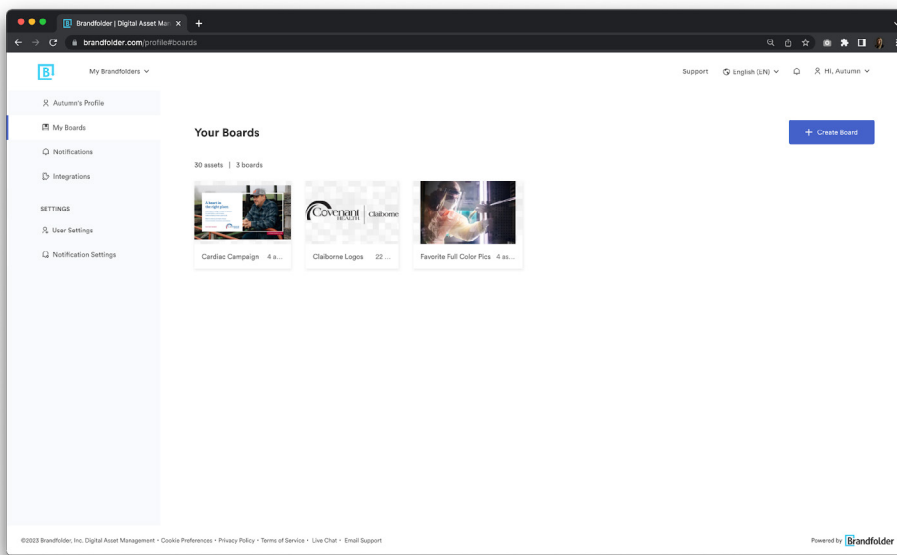 Brandfolder | Digital Asset Man
brandfolder.com/profile#boards
B
My Brandfolders
Support
English (EN)
Hi, Autumn
Autumn's Profile
My Boards
Notifications
Integrations
SETTINGS
User Settings
Notification Settings
Your Boards
+ Create Board
30 assets | 3 boards
the right place
Covenant
HEALTH
Claiborne
Cardiac Campaign 4 a...
Claiborne Logos 22 ...
Favorite Full Color Pics 4 as...
©2023 Brandfolder, Inc. Digital Asset Management · Cookie Preferences · Privacy Policy · Terms of Service · Live Chat · Email Support
Powered by Brandfolder